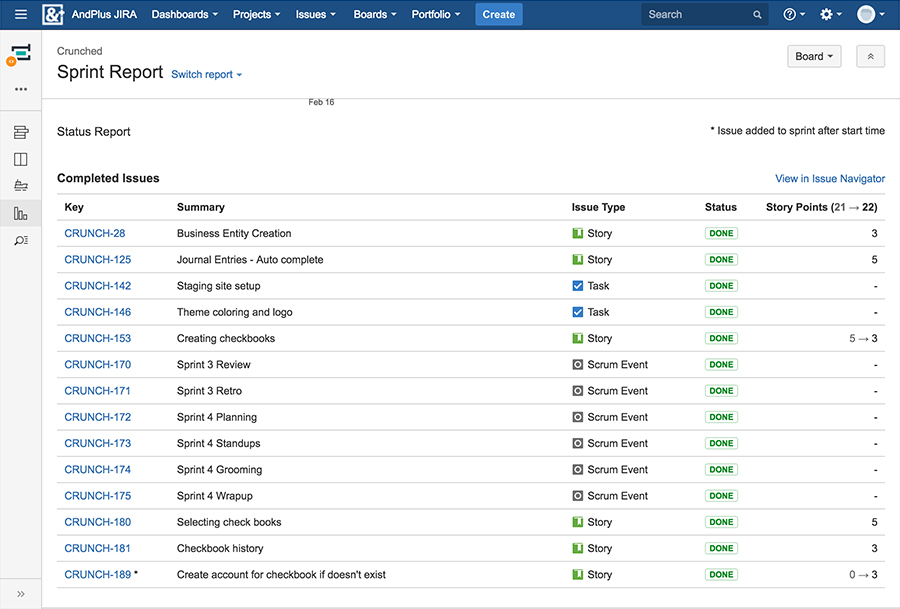 & AndPlus JIRA Dashboards Projects Issues Boards Portfolio Create Search
Crunched
Sprint Report Switch report Board
Feb 16
Status Report * Issue added to sprint after start time
Completed Issues View in Issue Navigator
Key Summary Issue Type Status Story Points (21 → 22)
CRUNCH-28 Business Entity Creation Story DONE 3
CRUNCH-125 Journal Entries - Auto complete Story DONE 5
CRUNCH-142 Staging site setup Task DONE -
CRUNCH-146 Theme coloring and logo Task DONE -
CRUNCH-153 Creating checkbooks Story DONE 5 → 3
CRUNCH-170 Sprint 3 Review Scrum Event DONE -
CRUNCH-171 Sprint 3 Retro Scrum Event DONE -
CRUNCH-172 Sprint 4 Planning Scrum Event DONE -
CRUNCH-173 Sprint 4 Standups Scrum Event DONE -
CRUNCH-174 Sprint 4 Grooming Scrum Event DONE -
CRUNCH-175 Sprint 4 Wrapup Scrum Event DONE -
CRUNCH-180 Selecting check books Story DONE 5
CRUNCH-181 Checkbook history Story DONE 3
CRUNCH-189 * Create account for checkbook if doesn't exist Story DONE 0 → 3